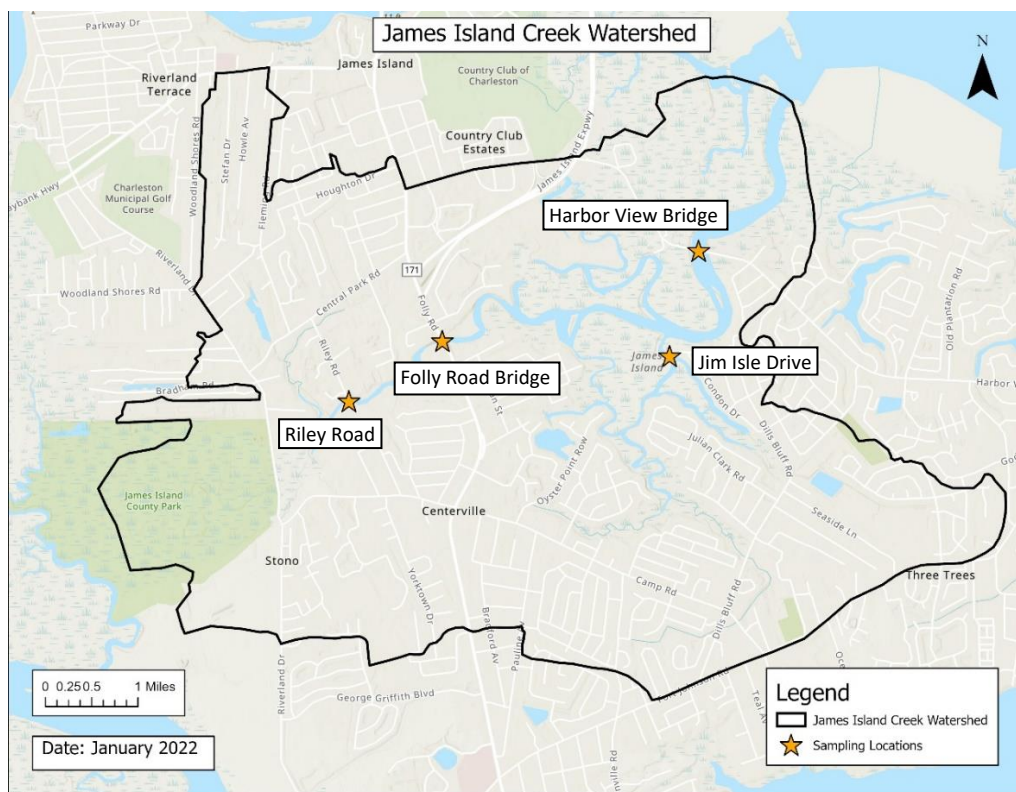 Parkway Dr
James Island Creek Watershed
N
James Island
Riverland
Terrace
Country Club of
Charleston
Country Club
Estates
James Island Expwy
Woodland Shores Rd
Stefan Dr
Howle Av
Charleston
Municipal Golf
Course
Houghton Dr
Harbor View Bridge
Riverland
Woodland Shores Rd
171
Central Park Rd
Folly Rd
Old Plantation Rd
Riley Rd
James
Island
Jim Isle Drive
Folly Road Bridge
Condon Dr
Riley Road
Dills Bluff Rd
Julian Clark Rd
Oyster Point Row
James Island
County Park
Centerville
Seaside Ln
Stono
Three Trees
Camp Rd
Yorktown Dr
Dills Bluff Rd
Bradford Av
Riverland Dr
George Griffith Blvd
Teal Av
0 0.25 0.5 1 Miles
Legend
James Island Creek Watershed
Sampling Locations
Date: January 2022